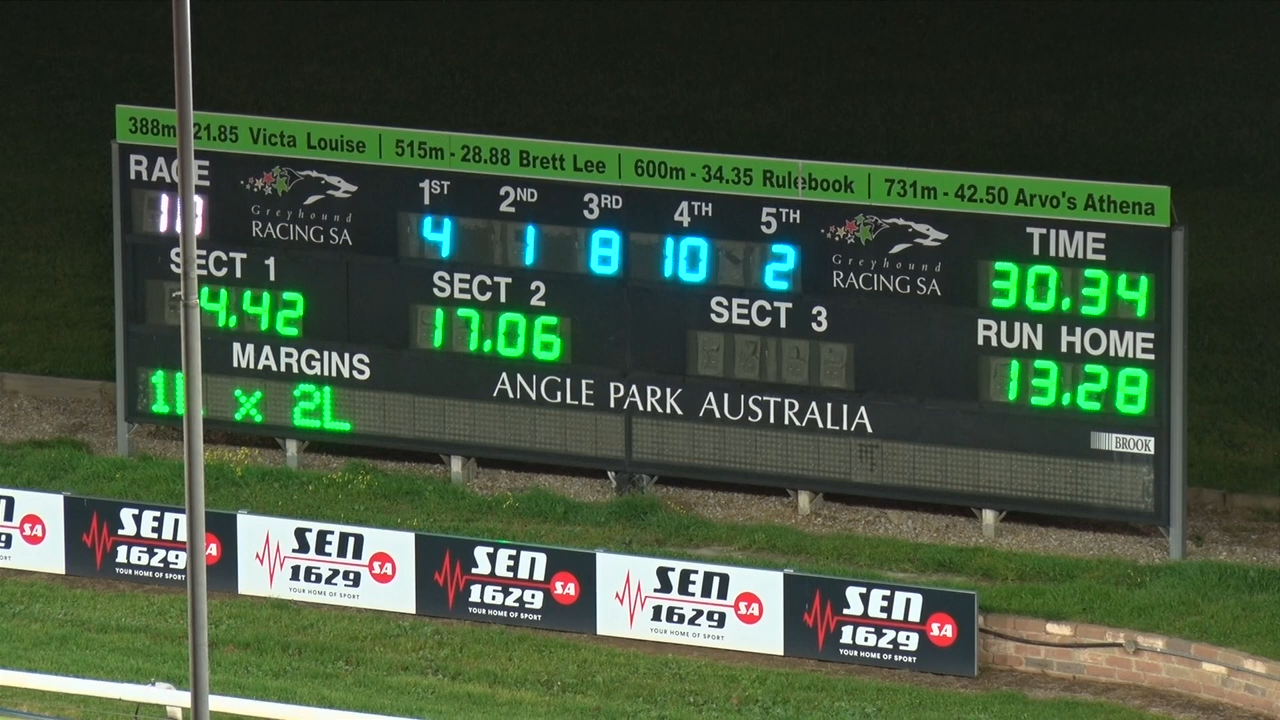 388m 21.85 Victa Louise | 515m - 28.88 Brett Lee | 600m - 34.35 Rulebook | 731m - 42.50 Arvo's Athena
RACE
Greyhound
RACING SA
1ST 2ND 3RD 4TH 5TH
4 1 8 10 2
Greyhound
RACING SA
TIME
30.34
SECT 1
4.42
SECT 2
17.06
SECT 3
RUN HOME
13.28
MARGINS
x 2L
ANGLE PARK AUSTRALIA
BROOK
9 SA
SEN
1629 SA
YOUR HOME OF SPORT
SEN
1629 SA
YOUR HOME OF SPORT
SEN
1629 SA
YOUR HOME OF SPORT
SEN
1629 SA
YOUR HOME OF SPORT
SEN
1629 SA
YOUR HOME OF SPORT